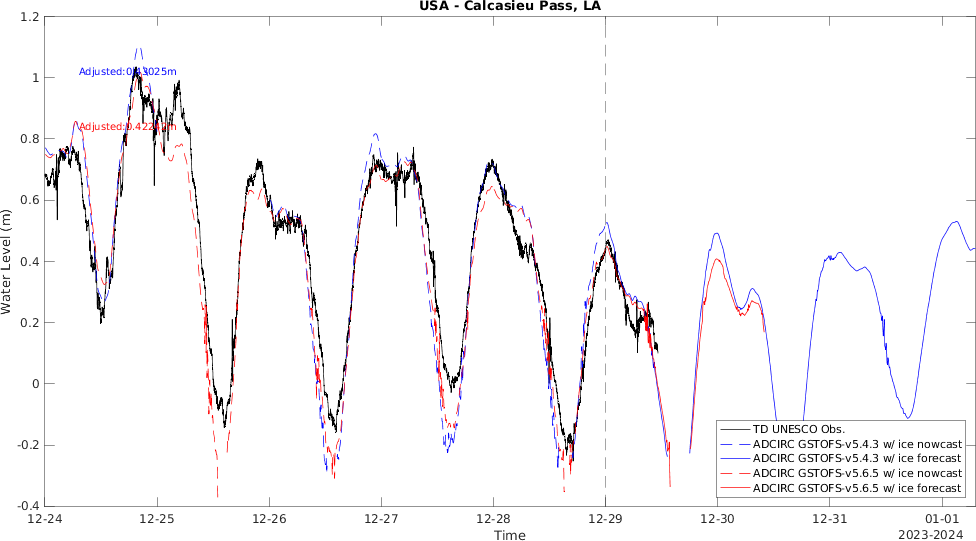 USA - Calcasieu Pass, LA
1.2
1
0.8
0.6
0.4
0.2
0
-0.2
-0.4
Water Level (m)
12-24
12-25
12-26
12-27
12-28
12-29
12-30
12-31
01-01
Time
2023-2024
TD UNESCO Obs.
ADCIRC GSTOFS-v5.4.3 w/ ice nowcast
ADCIRC GSTOFS-v5.4.3 w/ ice forecast
ADCIRC GSTOFS-v5.6.5 w/ ice nowcast
ADCIRC GSTOFS-v5.6.5 w/ ice forecast